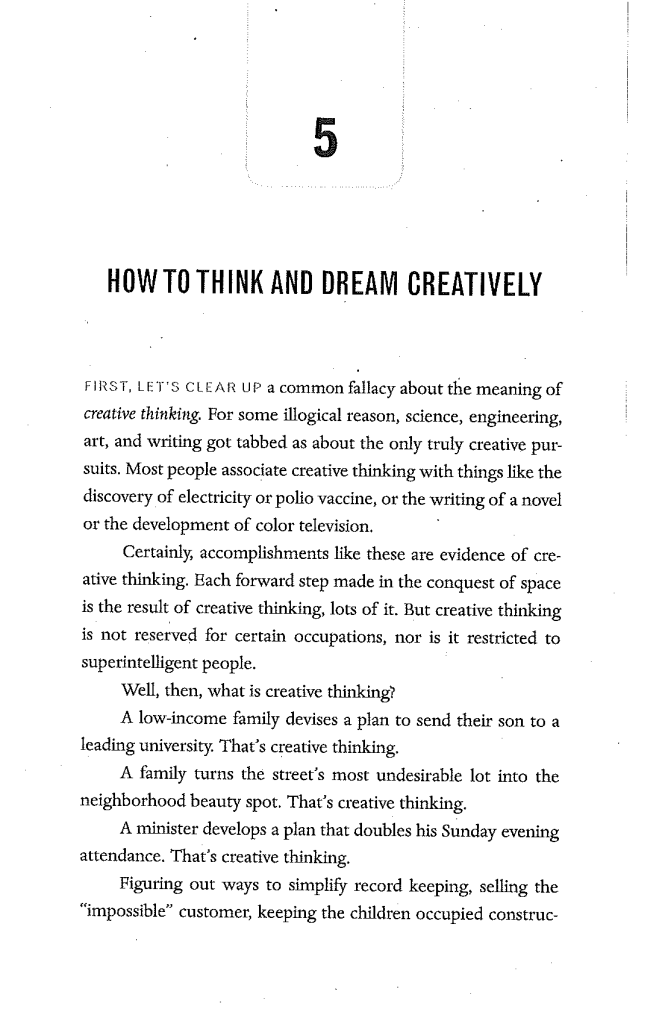 5
HOW TO THINK AND DREAM CREATIVELY
FIRST, LET'S CLEAR UP a common fallacy about the meaning of
creative thinking. For some illogical reason, science, engineering,
art, and writing got tabbed as about the only truly creative pur-
suits. Most people associate creative thinking with things like the
discovery of electricity or polio vaccine, or the writing of a novel
or the development of color television.
Certainly, accomplishments like these are evidence of cre-
ative thinking. Each forward step made in the conquest of space
is the result of creative thinking, lots of it. But creative thinking
is not reserved for certain occupations, nor is it restricted to
superintelligent people.
Well, then, what is creative thinking?
A low-income family devises a plan to send their son to a
leading university. That's creative thinking.
A family turns the street's most undesirable lot into the
neighborhood beauty spot. That's creative thinking.
A minister develops a plan that doubles his Sunday evening
attendance. That's creative thinking.
Figuring out ways to simplify record keeping, selling the
“impossible” customer, keeping the children occupied construc-